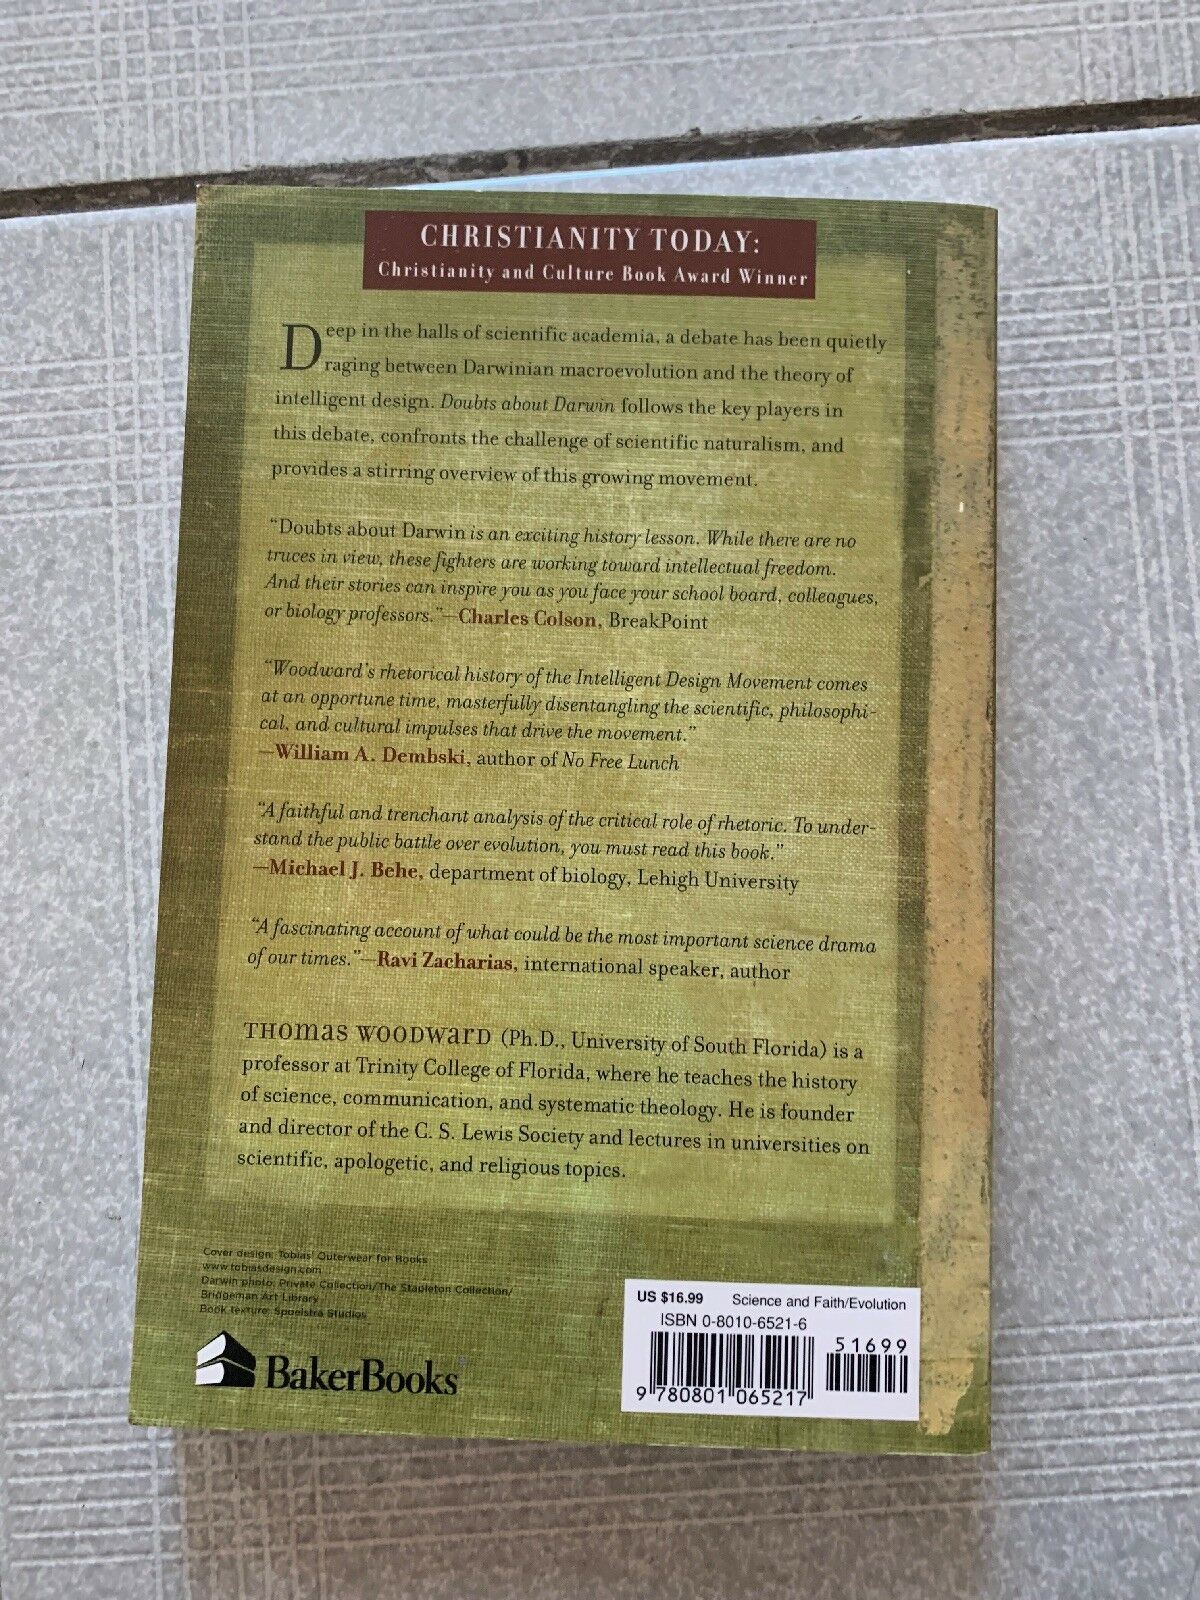 CHRISTIANITY TODAY:
Christianity and Culture Book Award Winner
Deep in the halls of scientific academia, a debate has been quietly
raging between Darwinian macroevolution and the theory of
intelligent design. Doubts about Darwin follows the key players in
this debate, confronts the challenge of scientific naturalism, and
provides a stirring overview of this growing movement.
“Doubts about Darwin is an exciting history lesson. While there are no
truces in view, these fighters are working toward intellectual freedom.
And their stories can inspire you as you face your school board, colleagues,
or biology professors.”—Charles Colson, BreakPoint
“Woodward’s rhetorical history of the Intelligent Design Movement comes
at an opportune time, masterfully disentangling the scientific, philosophi-
cal, and cultural impulses that drive the movement.”
—William A. Dembski, author of No Free Lunch
“A faithful and trenchant analysis of the critical role of rhetoric. To under-
stand the public battle over evolution, you must read this book.”
—Michael J. Behe, department of biology, Lehigh University
“A fascinating account of what could be the most important science drama
of our times.”—Ravi Zacharias, international speaker, author
THOMAS WOODWARD (Ph.D., University of South Florida) is a
professor at Trinity College of Florida, where he teaches the history
of science, communication, and systematic theology. He is founder
and director of the C. S. Lewis Society and lectures in universities on
scientific, apologetic, and religious topics.
Cover design: Tobias' Outerwear for Books
www.tobiasdesign.com
Darwin photo: Private Collection/The Stapleton Collection/
Bridgeman Art Library
Book texture: Spoelstra Studios
BakerBooks
US $16.99 Science and Faith/Evolution
ISBN 0-8010-6521-6
51699
9 780801 065217